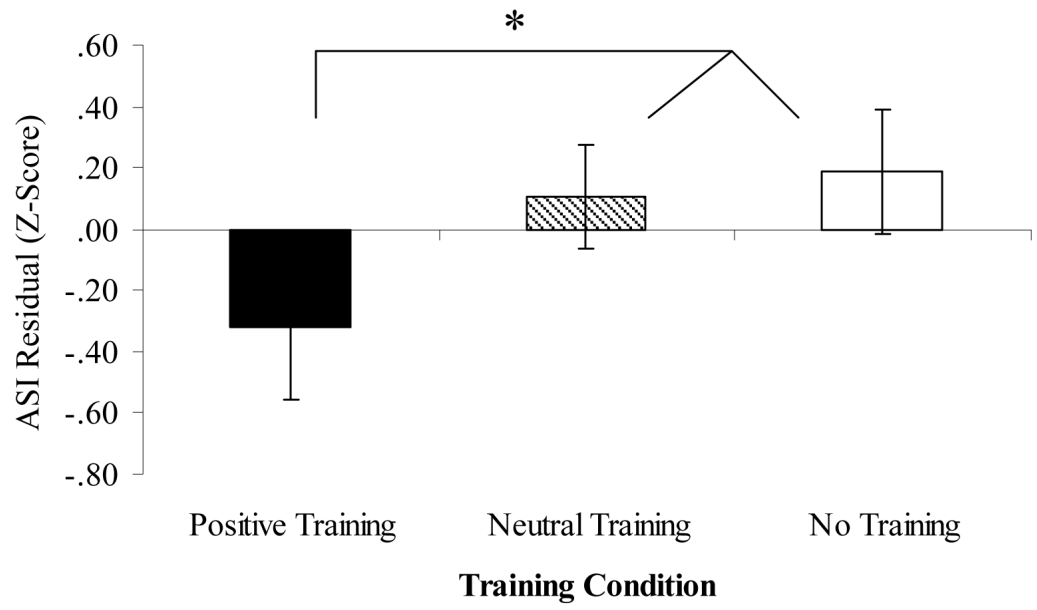 *
.60
.40
.20
.00
-.20
-.40
-.60
-.80
ASI Residual (Z-Score)
Positive Training
Neutral Training
No Training
Training Condition